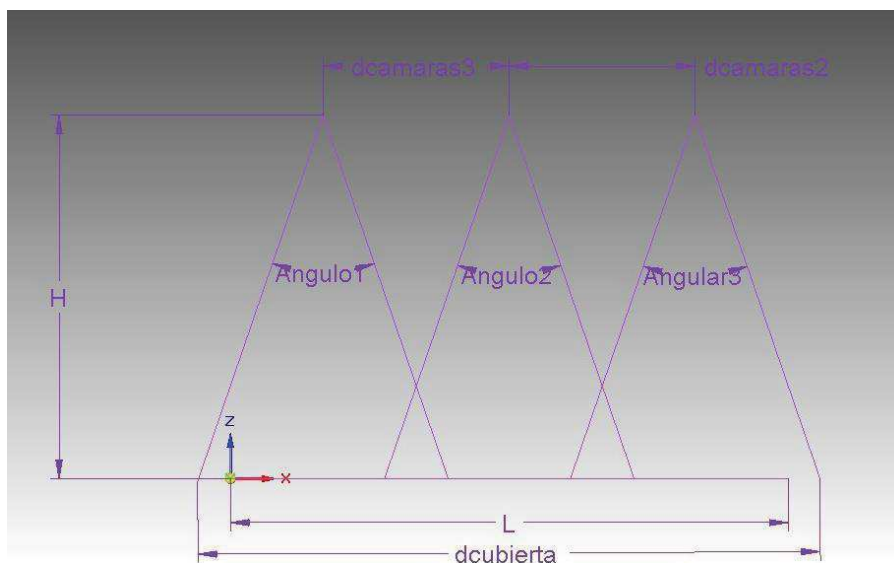 dcamaras3
dcamaras2
H
Angulo1
Angulo2
Angular3
z
x
L
dcubierta